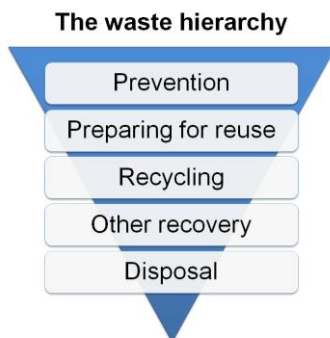 The waste hierarchy
Prevention
Preparing for reuse
Recycling
Other recovery
Disposal